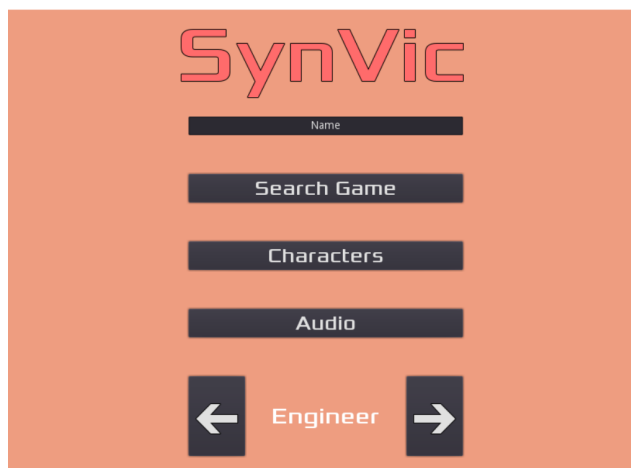 SynVic
Name
Search Game
Characters
Audio
Engineer